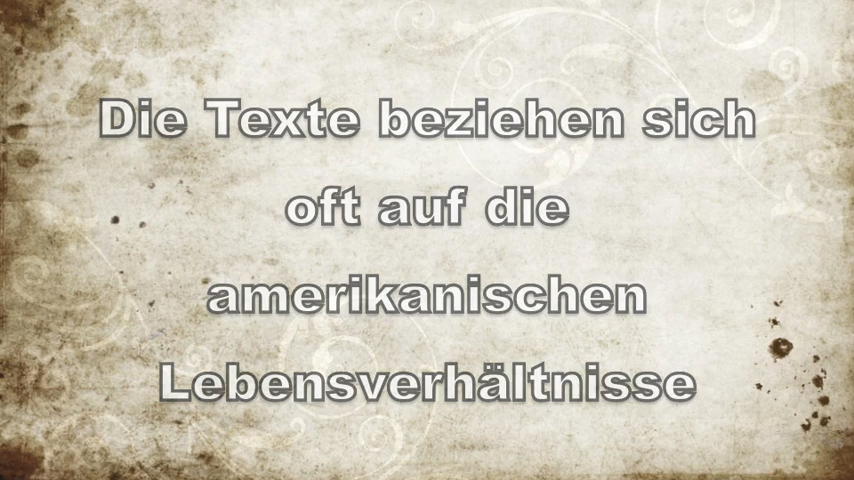 Die Texte beziehen sich
oft auf die
amerikanischen
Lebensverhältnisse